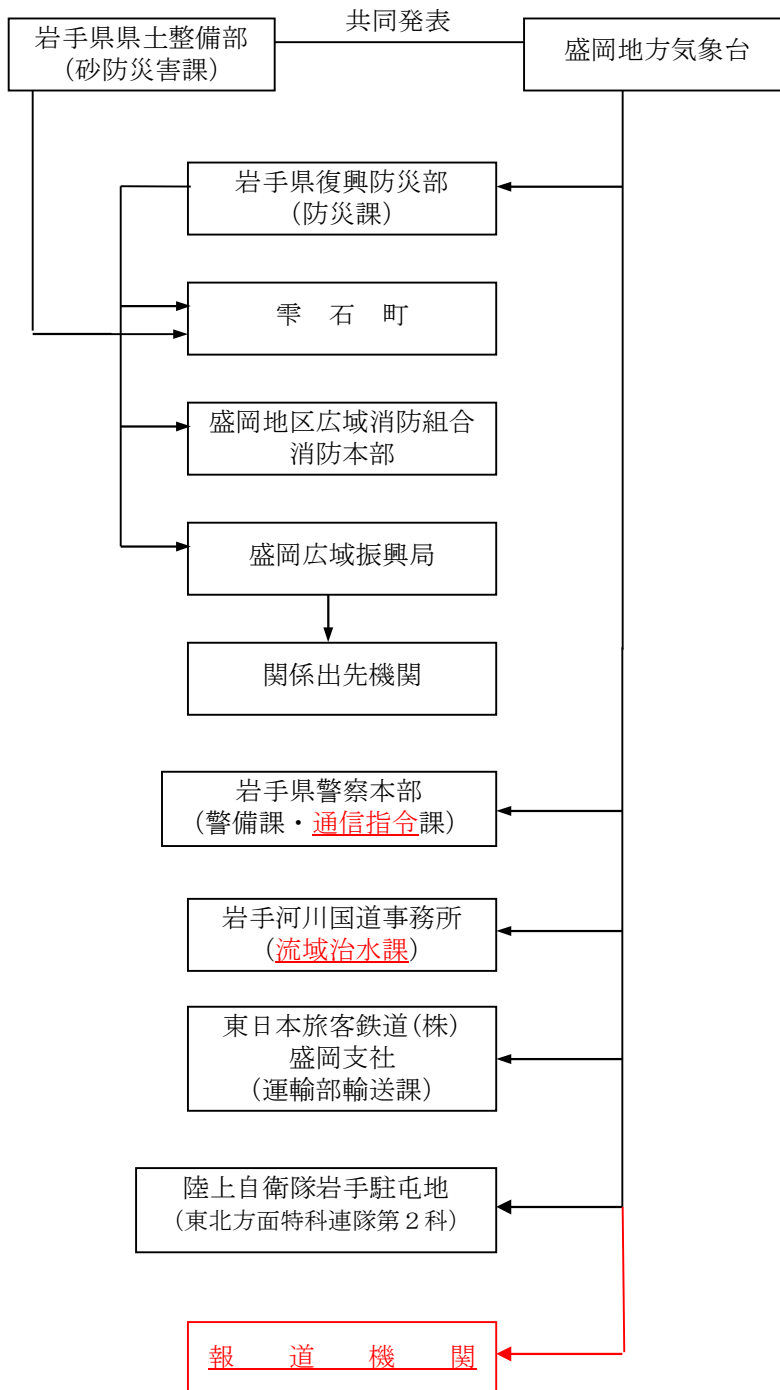 岩手県県土整備部
(砂防災害課)
共同発表
盛岡地方気象台
岩手県復興防災部
(防災課)
雫　石　町
盛岡地区広域消防組合
消防本部
盛岡広域振興局
関係出先機関
岩手県警察本部
(警備課・通信指令課)
岩手河川国道事務所
(流域治水課)
東日本旅客鉄道(株)
盛岡支社
(運輸部輸送課)
陸上自衛隊岩手駐屯地
(東北方面特科連隊第２科)
報　道　機　関